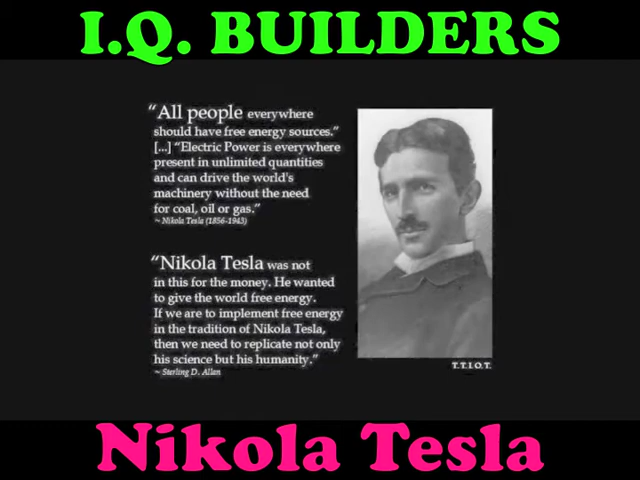 I.Q. BUILDERS
“All people everywhere
should have free energy sources.”
[...] “Electric Power is everywhere
present in unlimited quantities
and can drive the world's
machinery without the need
for coal, oil or gas.”
~ Nikola Tesla (1856-1943)
“Nikola Tesla was not
in this for the money. He wanted
to give the world free energy.
If we are to implement free energy
in the tradition of Nikola Tesla,
then we need to replicate not only
his science but his humanity.”
~ Sterling D. Allan
T.T.I.O.T.
Nikola Tesla